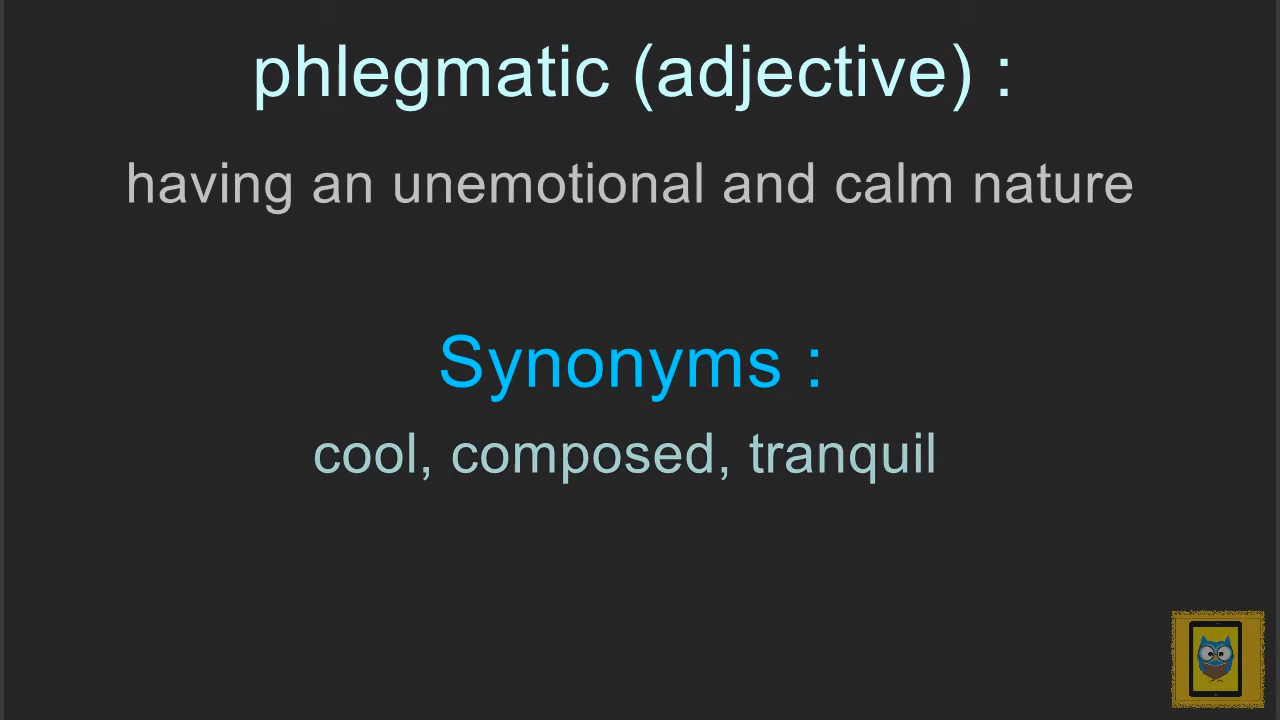 phlegmatic (adjective) :
having an unemotional and calm nature
Synonyms :
cool, composed, tranquil